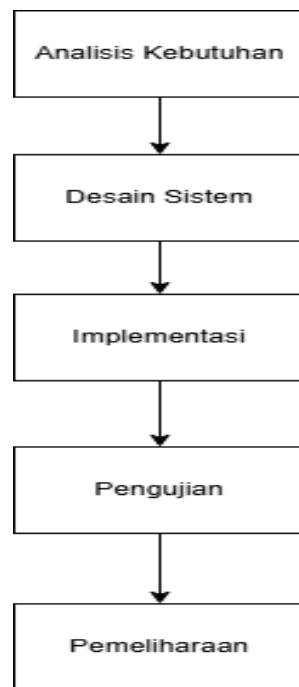 Analisis Kebutuhan
Desain Sistem
Implementasi
Pengujian
Pemeliharaan